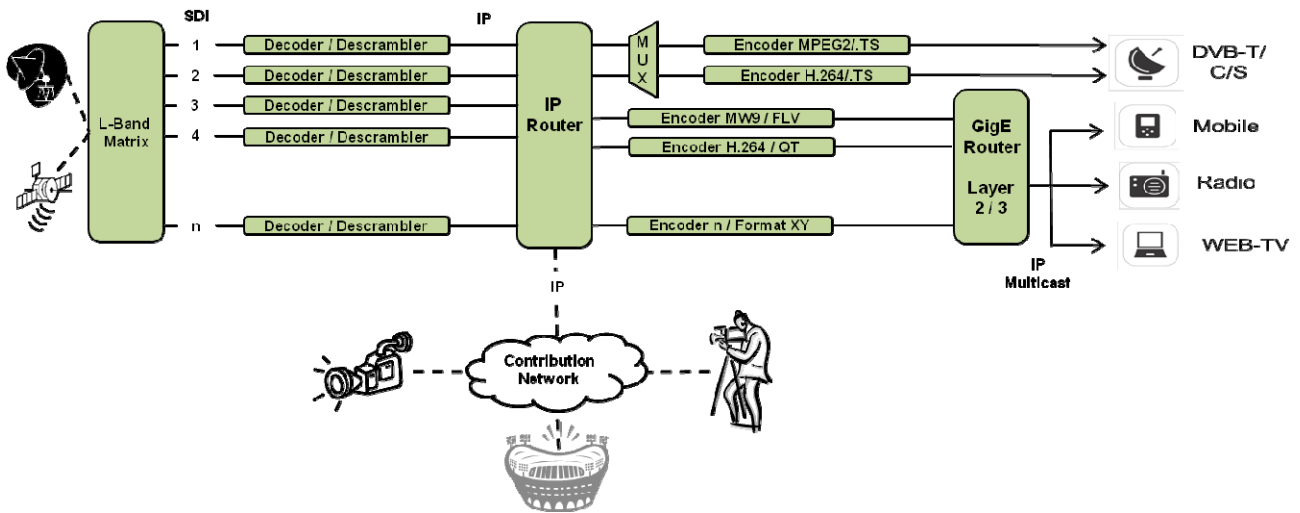 SDI
IP
1
Decoder / Descrambler
M
U
X
Encoder MPEG2/.TS
DVB-T/
C/S
2
Decoder / Descrambler
Encoder H.264/.TS
3
Decoder / Descrambler
L-Band
Matrix
4
Decoder / Descrambler
IP
Router
Encoder MW9 / FLV
Encoder H.264 / QT
GigE
Router
Layer
2 / 3
Mobile
Radio
n
Decoder / Descrambler
Encoder n / Format XY
WEB-TV
IP
Multicast
IP
Contribution
Network